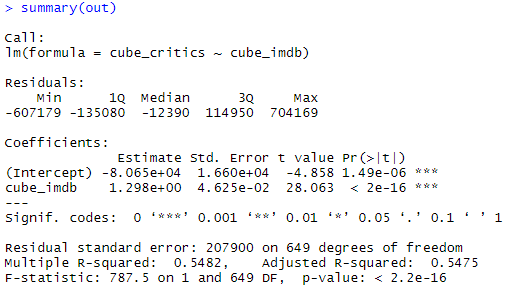 > summary(out)
Call:
lm(formula = cube_critics ~ cube_imdb)
Residuals:
    Min      1Q  Median      3Q     Max
-607179 -135080  -12390  114950  704169
Coefficients:
              Estimate Std. Error t value Pr(>|t|)
(Intercept) -8.065e+04  1.660e+04  -4.858 1.49e-06 ***
cube_imdb    1.298e+00  4.625e-02  28.063  < 2e-16 ***
---
Signif. codes:  0 ‘***’ 0.001 ‘**’ 0.01 ‘*’ 0.05 ‘.’ 0.1 ‘ ’ 1
Residual standard error: 207900 on 649 degrees of freedom
Multiple R-squared:  0.5482,	Adjusted R-squared:  0.5475
F-statistic: 787.5 on 1 and 649 DF,  p-value: < 2.2e-16